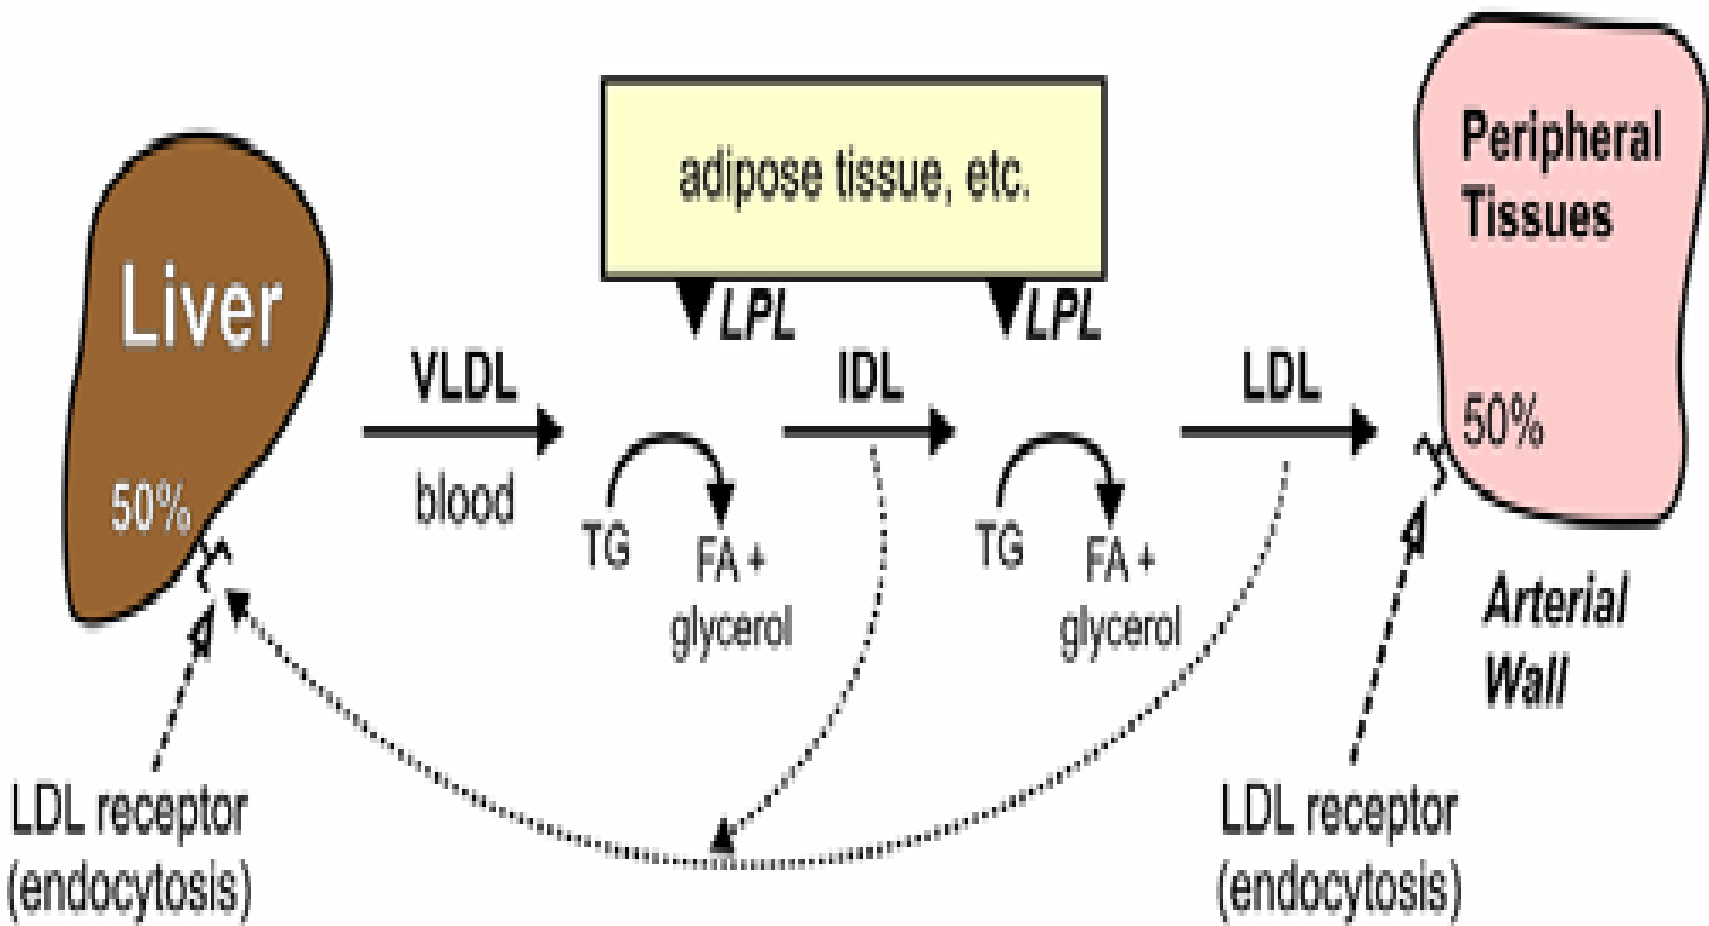 adipose tissue, etc.
Peripheral
Tissues
Liver
LPL
LPL
VLDL
IDL
LDL
50%
50%
blood
TG
FA +
glycerol
TG
FA +
glycerol
Arterial
Wall
LDL receptor
(endocytosis)
LDL receptor
(endocytosis)